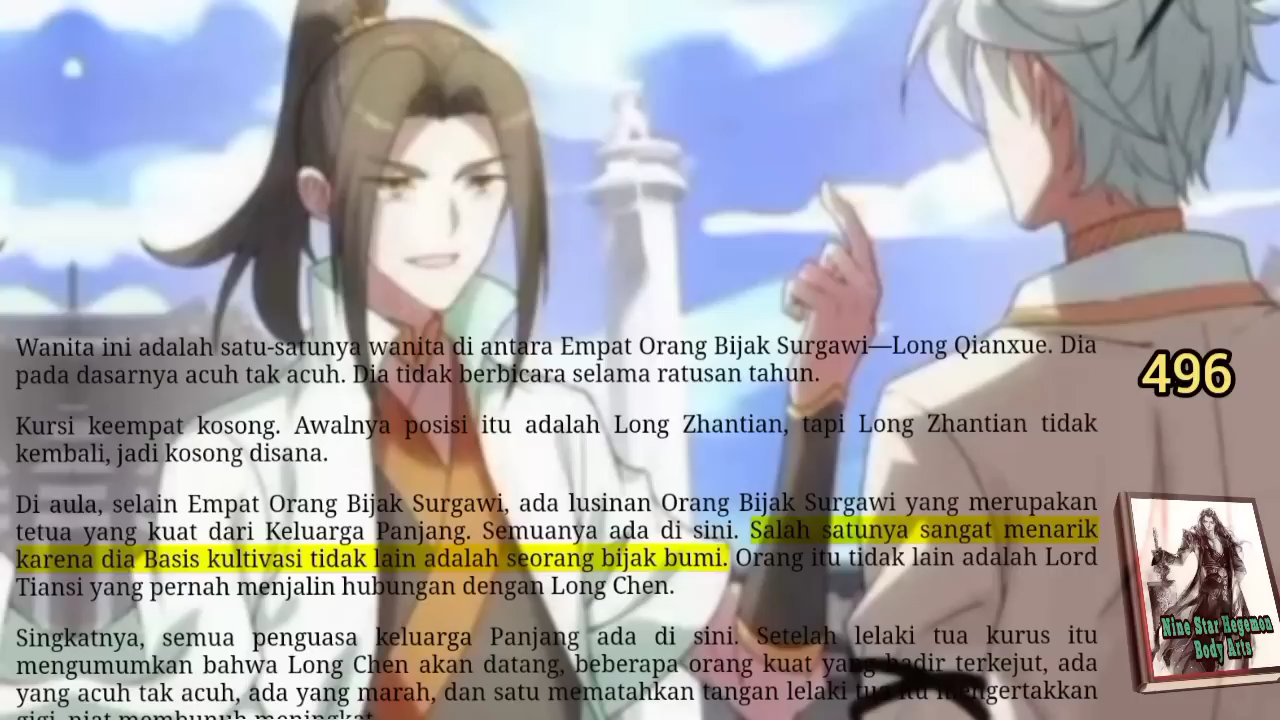 Wanita ini adalah satu-satunya wanita di antara Empat Orang Bijak Surgawi—Long Qianxue. Dia
pada dasarnya acuh tak acuh. Dia tidak berbicara selama ratusan tahun.
Kursi keempat kosong. Awalnya posisi itu adalah Long Zhantian, tapi Long Zhantian tidak
kembali, jadi kosong disana.
Di aula, selain Empat Orang Bijak Surgawi, ada lusinan Orang Bijak Surgawi yang merupakan
tetua yang kuat dari Keluarga Panjang. Semuanya ada di sini. Salah satunya sangat menarik
karena dia Basis kultivasi tidak lain adalah seorang bijak bumi. Orang itu tidak lain adalah Lord
Tiansi yang pernah menjalin hubungan dengan Long Chen.
Singkatnya, semua penguasa keluarga Panjang ada di sini. Setelah lelaki tua kurus itu
mengumumkan bahwa Long Chen akan datang, beberapa orang kuat yang hadir terkejut, ada
yang acuh tak acuh, ada yang marah, dan satu mematahkan tangan lelaki tua itu mengertakkan
gigi, niat membunuh meningkat.
496
Nine Star Hegemon
Body Arts